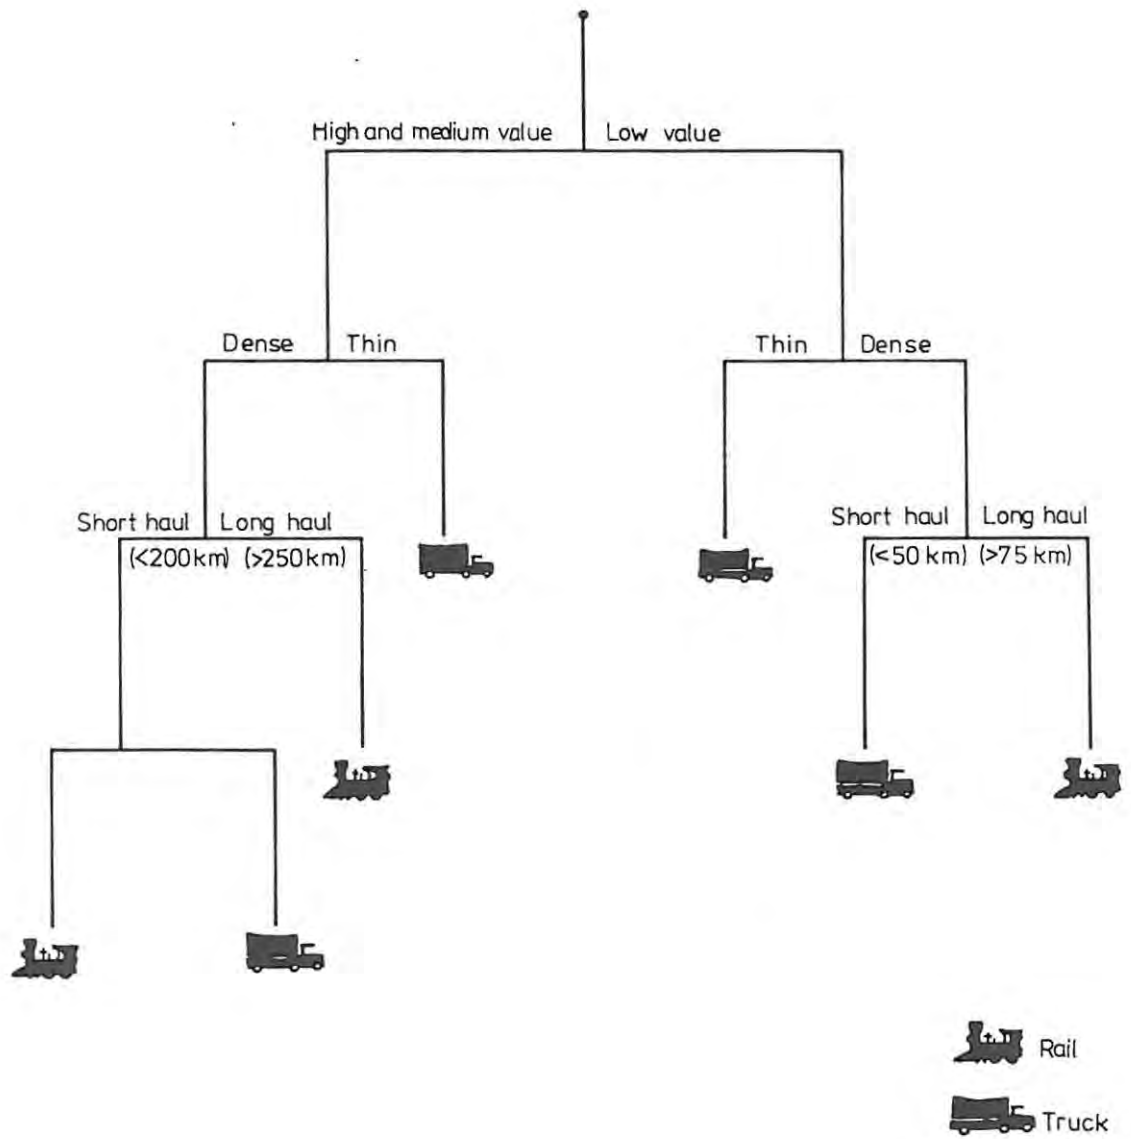 High and medium value Low value
Dense Thin Thin Dense
Short haul Long haul Short haul Long haul
(<200km) (>250km) (<50 km) (>75 km)
Rail
Truck